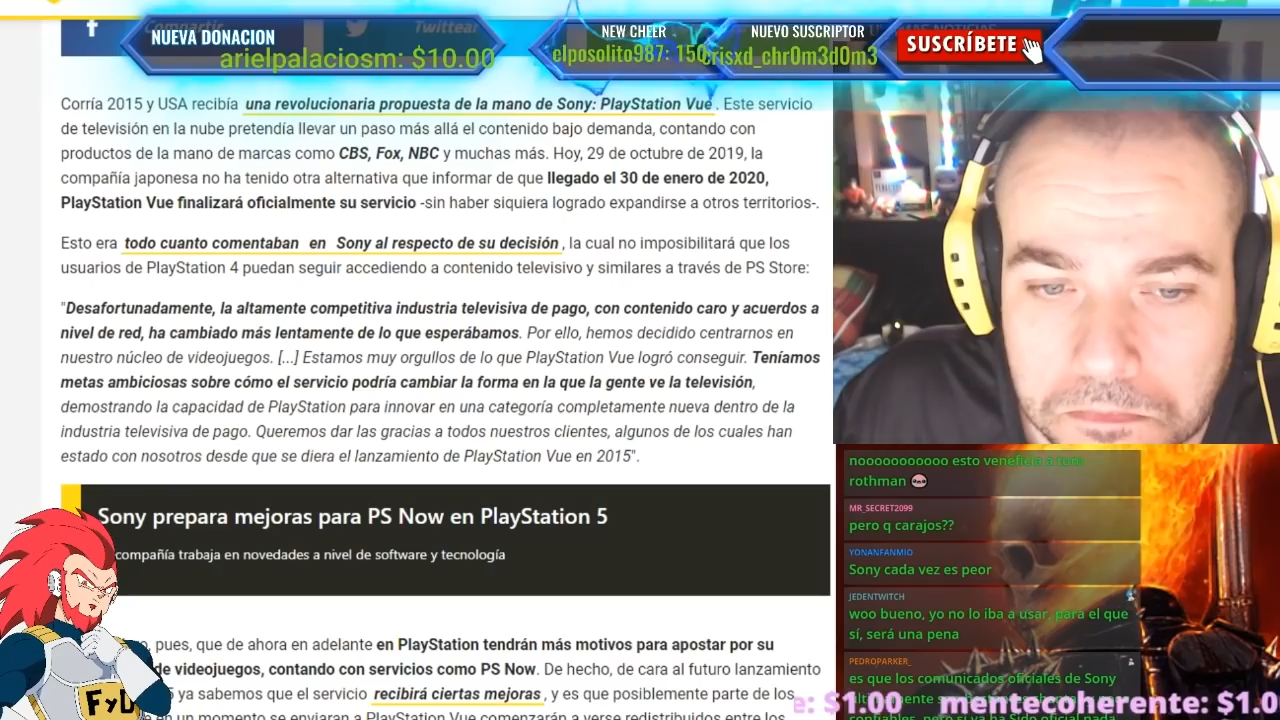 Compartir
Twittear
NUEVA DONACION
arielpalaciosm: $10.00
NEW CHEER
elposolito987: 150
NUEVO SUSCRIPTOR
crisxd_chr0m3d0m3
SUSCRÍBETE
Corría 2015 y USA recibía una revolucionaria propuesta de la mano de Sony: PlayStation Vue. Este servicio
de televisión en la nube pretendía llevar un paso más allá el contenido bajo demanda, contando con
productos de la mano de marcas como CBS, Fox, NBC y muchas más. Hoy, 29 de octubre de 2019, la
compañía japonesa no ha tenido otra alternativa que informar de que llegado el 30 de enero de 2020,
PlayStation Vue finalizará oficialmente su servicio -sin haber siquiera logrado expandirse a otros territorios-.
Esto era todo cuanto comentaban en Sony al respecto de su decisión, la cual no imposibilitará que los
usuarios de PlayStation 4 puedan seguir accediendo a contenido televisivo y similares a través de PS Store:
"Desafortunadamente, la altamente competitiva industria televisiva de pago, con contenido caro y acuerdos a
nivel de red, ha cambiado más lentamente de lo que esperábamos. Por ello, hemos decidido centrarnos en
nuestro núcleo de videojuegos. [...] Estamos muy orgullos de lo que PlayStation Vue logró conseguir. Teníamos
metas ambiciosas sobre cómo el servicio podría cambiar la forma en la que la gente ve la televisión,
demostrando la capacidad de PlayStation para innovar en una categoría completamente nueva dentro de la
industria televisiva de pago. Queremos dar las gracias a todos nuestros clientes, algunos de los cuales han
estado con nosotros desde que se diera el lanzamiento de PlayStation Vue en 2015".
Sony prepara mejoras para PS Now en PlayStation 5
compañía trabaja en novedades a nivel de software y tecnología
pues, que de ahora en adelante en PlayStation tendrán más motivos para apostar por su
de videojuegos, contando con servicios como PS Now. De hecho, de cara al futuro lanzamiento
ya sabemos que el servicio recibirá ciertas mejoras, y es que posiblemente parte de los
en un momento se enviaran a PlayStation Vue comenzarán a verse redistribuidos entre los
FyD
nooooooooooo esto veneficia a tom
rothman
MR_SECRET2099
pero q carajos??
YONANFANMIO
Sony cada vez es peor
JEDENTWITCH
woo bueno, yo no lo iba a usar, para el que
sí, será una pena
PEDROPARKER_
es que los comunicados oficiales de Sony
e: $1.00 mentecoherente: $1.0